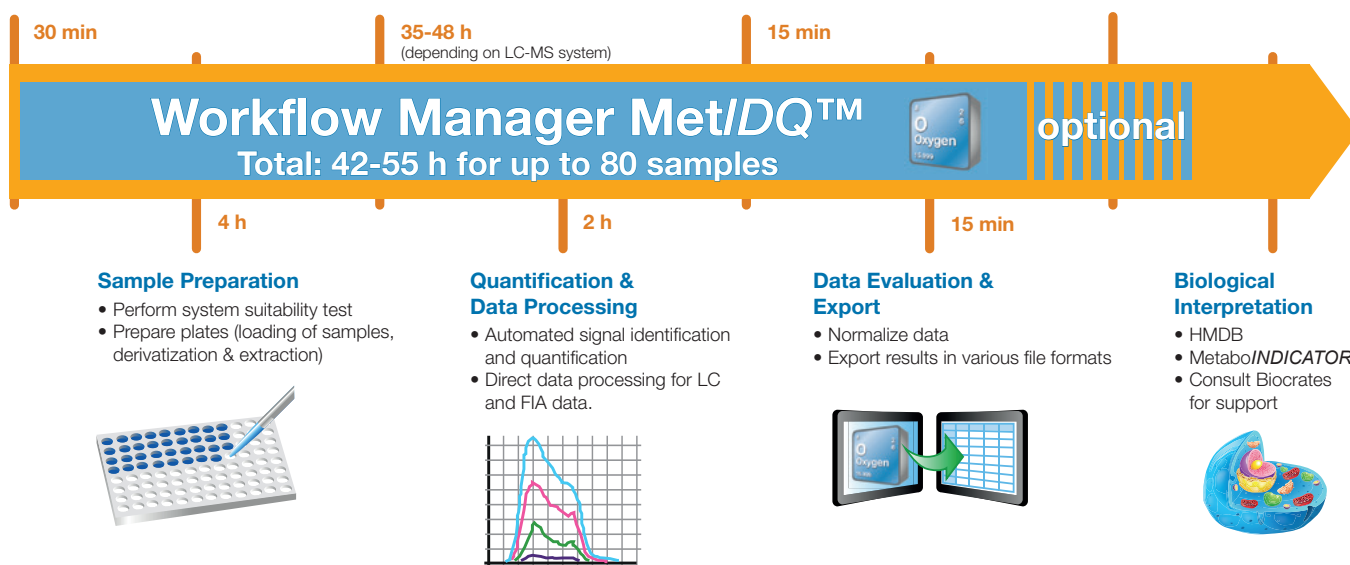 30 min
35-48 h
(depending on LC-MS system)
15 min
Workflow Manager MetIDQ™
Total: 42-55 h for up to 80 samples
O
Oxygen
optional
4 h
2 h
15 min
Sample Preparation
• Perform system suitability test
• Prepare plates (loading of samples,
derivatization & extraction)
Quantification &
Data Processing
• Automated signal identification
and quantification
• Direct data processing for LC
and FIA data.
Data Evaluation &
Export
• Normalize data
• Export results in various file formats
Biological
Interpretation
• HMDB
• MetaboINDICATOR
• Consult Biocrates
for support
O
Oxygen